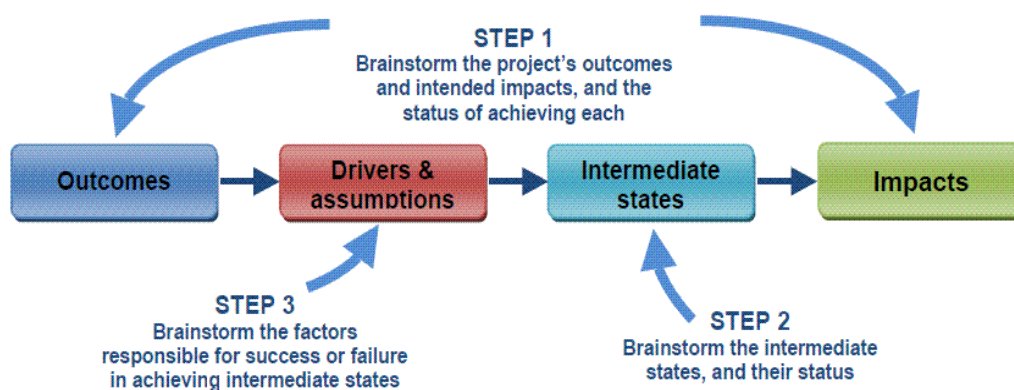 STEP 1
Brainstorm the project's outcomes
and intended impacts, and the
status of achieving each
Outcomes
Drivers &
assumptions
Intermediate
states
Impacts
STEP 3
Brainstorm the factors
responsible for success or failure
in achieving intermediate states
STEP 2
Brainstorm the intermediate
states, and their status